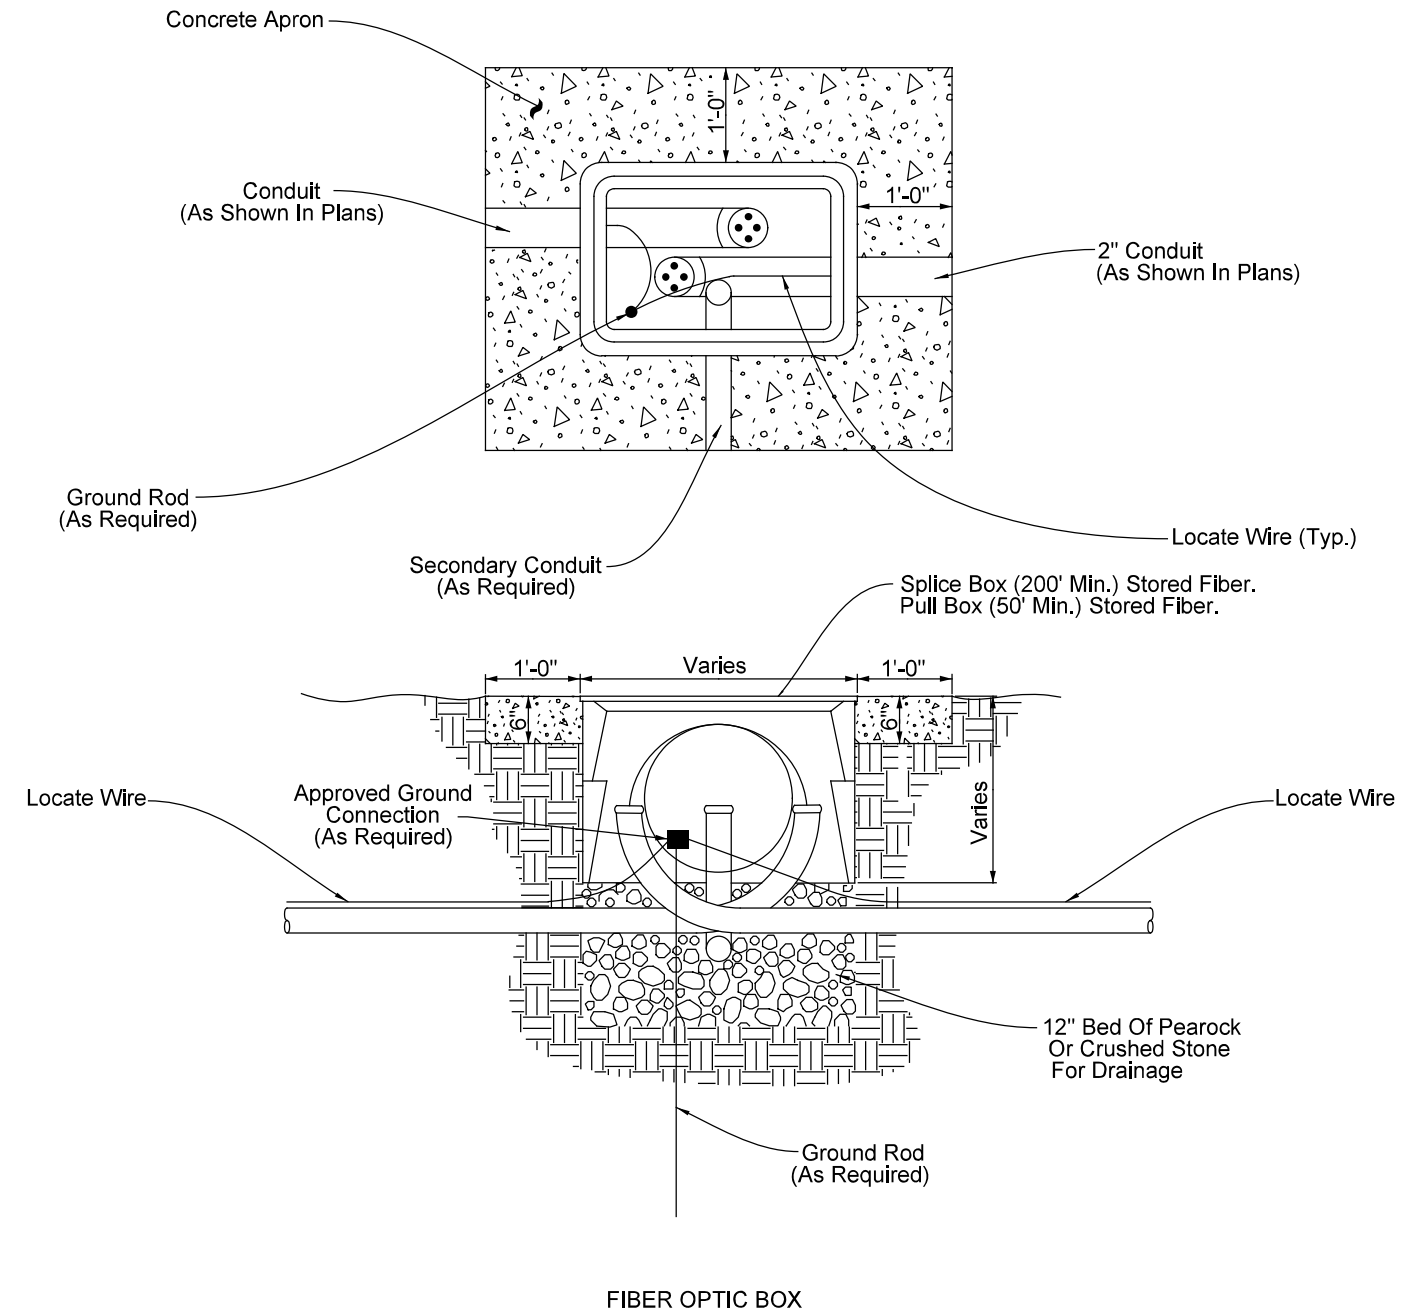 Concrete Apron
1'-0"
Conduit
(As Shown In Plans)
1'-0"
2" Conduit
(As Shown In Plans)
Ground Rod
(As Required)
Locate Wire (Typ.)
Secondary Conduit
(As Required)
Splice Box (200' Min.) Stored Fiber.
Pull Box (50' Min.) Stored Fiber.
1'-0"
Varies
1'-0"
6"
6"
Varies
Locate Wire
Approved Ground
Connection
(As Required)
Locate Wire
12" Bed Of Pearock
Or Crushed Stone
For Drainage
Ground Rod
(As Required)
FIBER OPTIC BOX